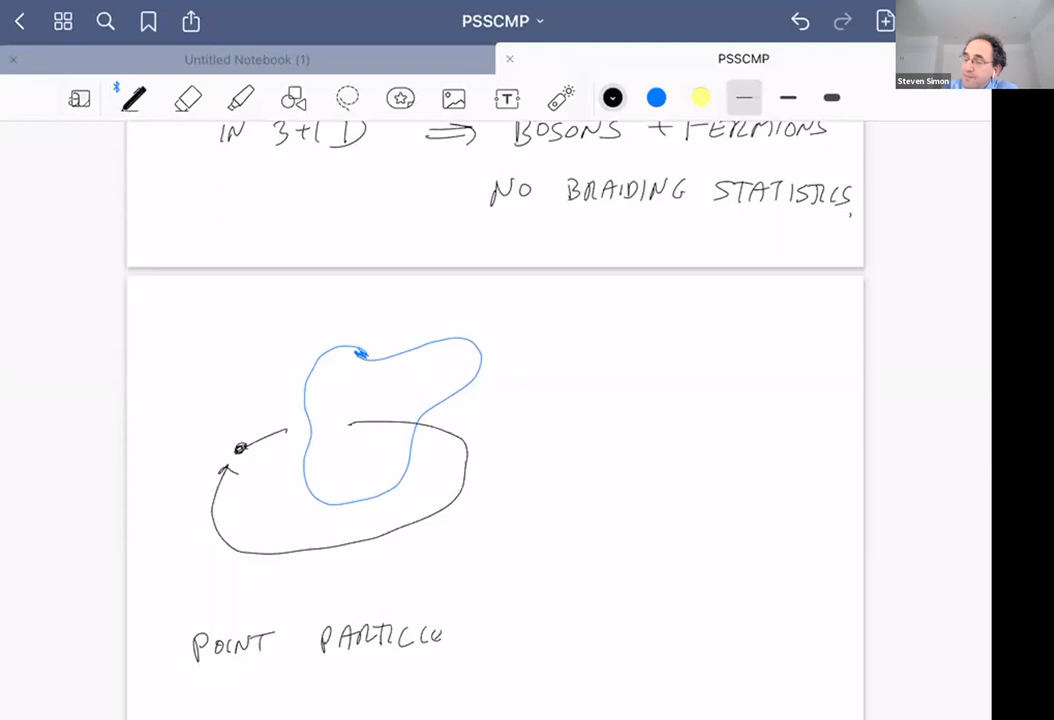 PSSCMP
Untitled Notebook (1)
PSSCMP
Steven Simon
IN 3+1 D ⟹ BOSONS + FERMIONS
NO BRAIDING STATISTICS.
POINT PARTICLE